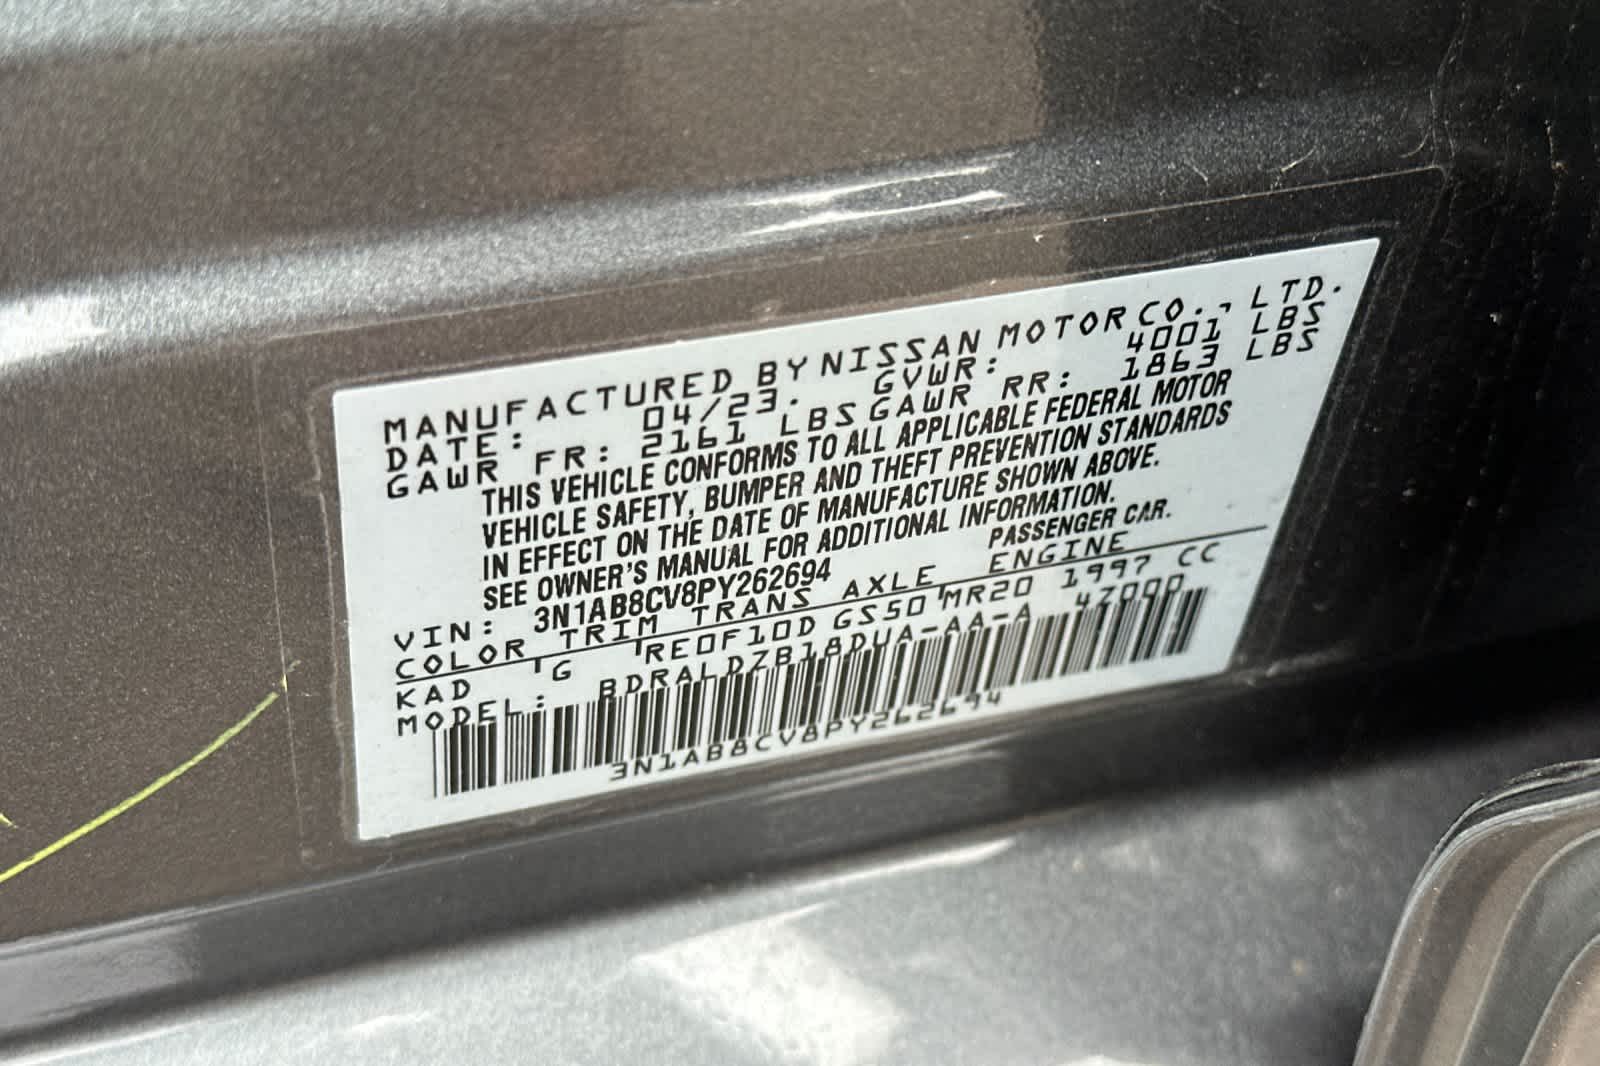 MANUFACTURED BY NISSAN MOTOR CO., LTD.
DATE: 04/23. GVWR: 4001 LBS
GAWR FR: 2161 LBS GAWR RR: 1863 LBS
THIS VEHICLE CONFORMS TO ALL APPLICABLE FEDERAL MOTOR
VEHICLE SAFETY, BUMPER AND THEFT PREVENTION STANDARDS
IN EFFECT ON THE DATE OF MANUFACTURE SHOWN ABOVE.
SEE OWNER'S MANUAL FOR ADDITIONAL INFORMATION.
VIN: 3N1AB8CV8PY262694 PASSENGER CAR.
COLOR TRIM TRANS AXLE ENGINE
KAD G RE0F10D GS50 MR20 1997 CC
MODEL: BDRALDZB18DUA-AA-A
3N1AB8CV8PY262694